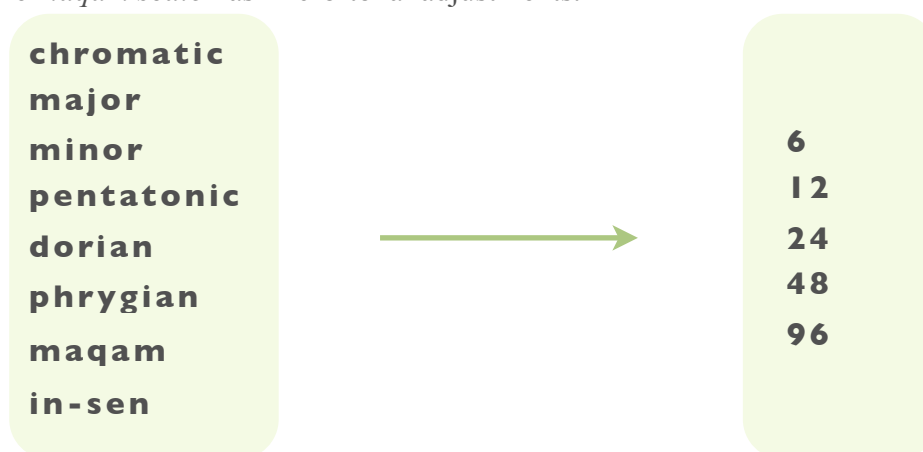 chromatic
major
minor
pentatonic
dorian
phrygian
maqam
in-sen
6
12
24
48
96